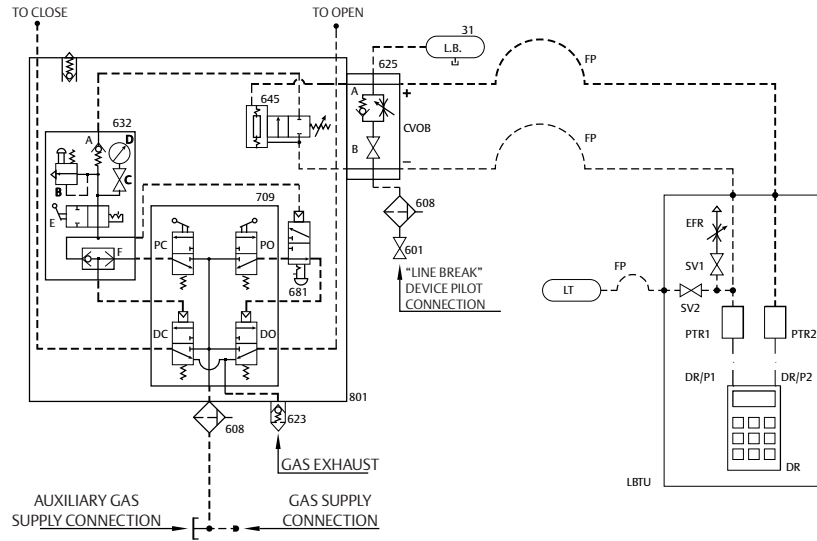 TO CLOSE
TO OPEN
31
L.B.
625
FP
A
+
645
CVOB
632
A
D
B
FP
B
C
–
E
709
608
EFR
F
PC
PO
601
SV1
681
"LINE BREAK"
DEVICE PILOT
CONNECTION
FP
LT
SV2
DC
DO
PTR1
PTR2
DR/P1
DR/P2
801
608
623
GAS EXHAUST
LBTU
DR
AUXILIARY GAS
SUPPLY CONNECTION
GAS SUPPLY
CONNECTION